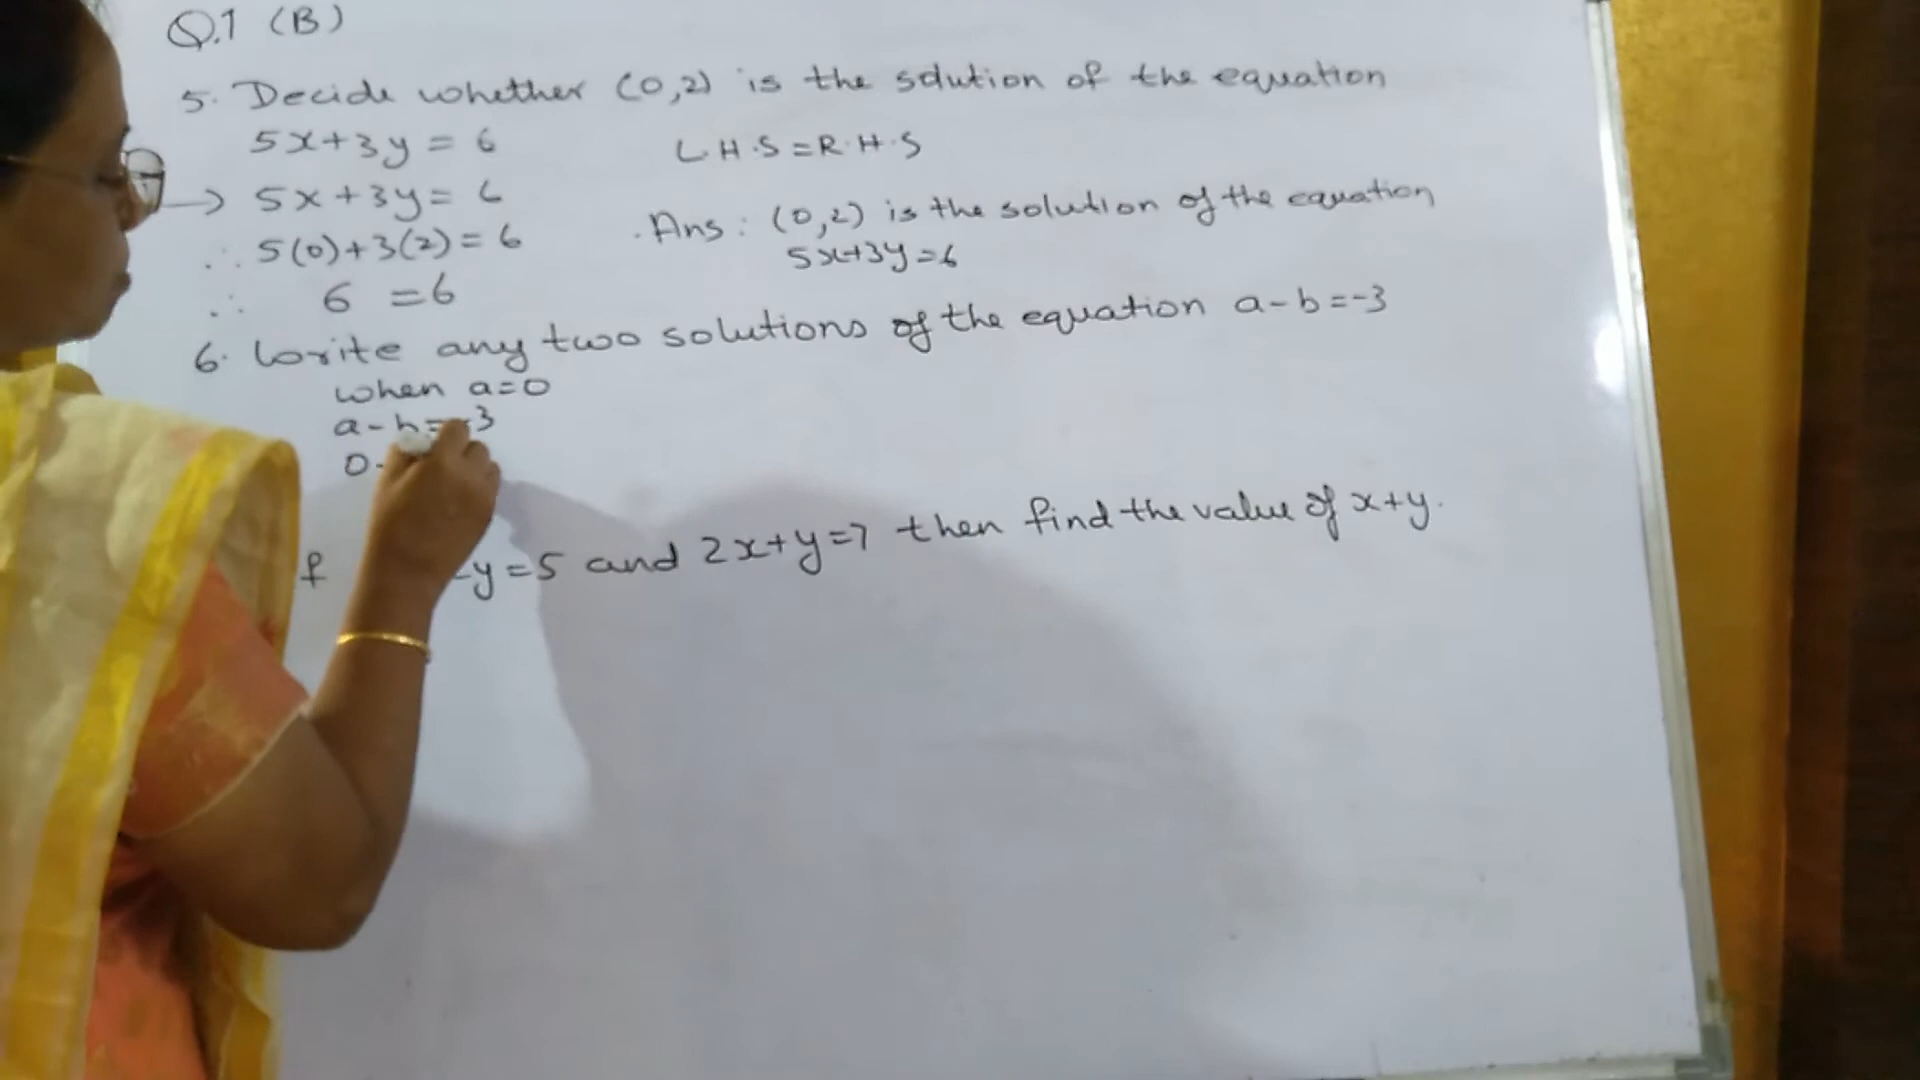 Q.1 (B)
5. Decide whether (0,2) is the solution of the equation
5x+3y = 6
L.H.S=R.H.S
→ 5x+3y= 6
∴ 5(0)+3(2)=6
∴ 6 =6
Ans: (0,2) is the solution of the equation
5x+3y=6
6. Write any two solutions of the equation a-b=-3
when a=0
a-b=-3
0-
f -y=5 and 2x+y=7 then find the value of x+y.